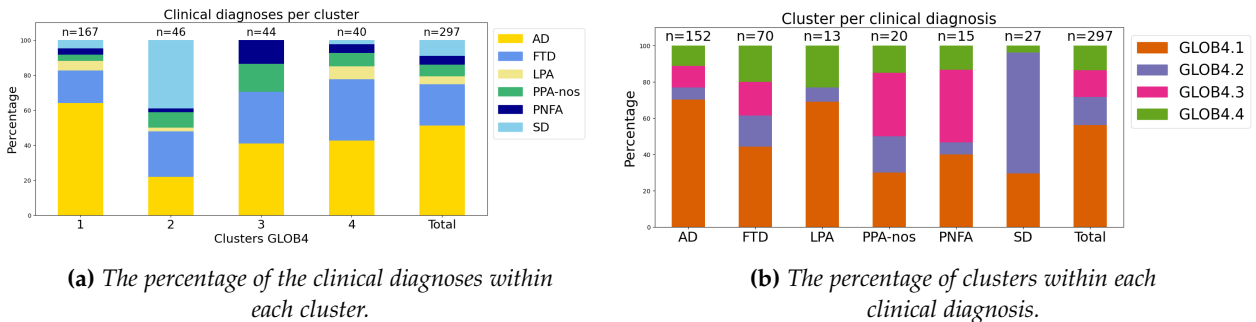 Clinical diagnoses per cluster
n=167 n=46 n=44 n=40 n=297
100
80
60
40
20
0
Percentage
1 2 3 4 Total
Clusters GLOB4
AD
FTD
LPA
PPA-nos
PNFA
SD
(a) The percentage of the clinical diagnoses within
each cluster.
Cluster per clinical diagnosis
n=152 n=70 n=13 n=20 n=15 n=27 n=297
100
80
60
40
20
0
Percentage
AD FTD LPA PPA-nos PNFA SD Total
GLOB4.1
GLOB4.2
GLOB4.3
GLOB4.4
(b) The percentage of clusters within each
clinical diagnosis.